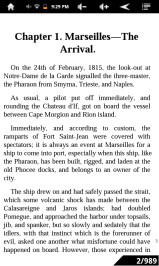 9:29 PM
Chapter 1. Marseilles—The
Arrival.
On the 24th of February, 1815, the look-out at
Notre-Dame de la Garde signalled the three-master,
the Pharaon from Smyrna, Trieste, and Naples.
As usual, a pilot put off immediately, and
rounding the Chateau d'If, got on board the vessel
between Cape Morgion and Rion island.
Immediately, and according to custom, the
ramparts of Fort Saint-Jean were covered with
spectators; it is always an event at Marseilles for a
ship to come into port, especially when this ship, like
the Pharaon, has been built, rigged, and laden at the
old Phocee docks, and belongs to an owner of the
city.
The ship drew on and had safely passed the strait,
which some volcanic shock has made between the
Calasareigne and Jaros islands; had doubled
Pomegue, and approached the harbor under topsails,
jib, and spanker, but so slowly and sedately that the
idlers, with that instinct which is the forerunner of
evil, asked one another what misfortune could have
happened on board. However, those experienced in
2/989